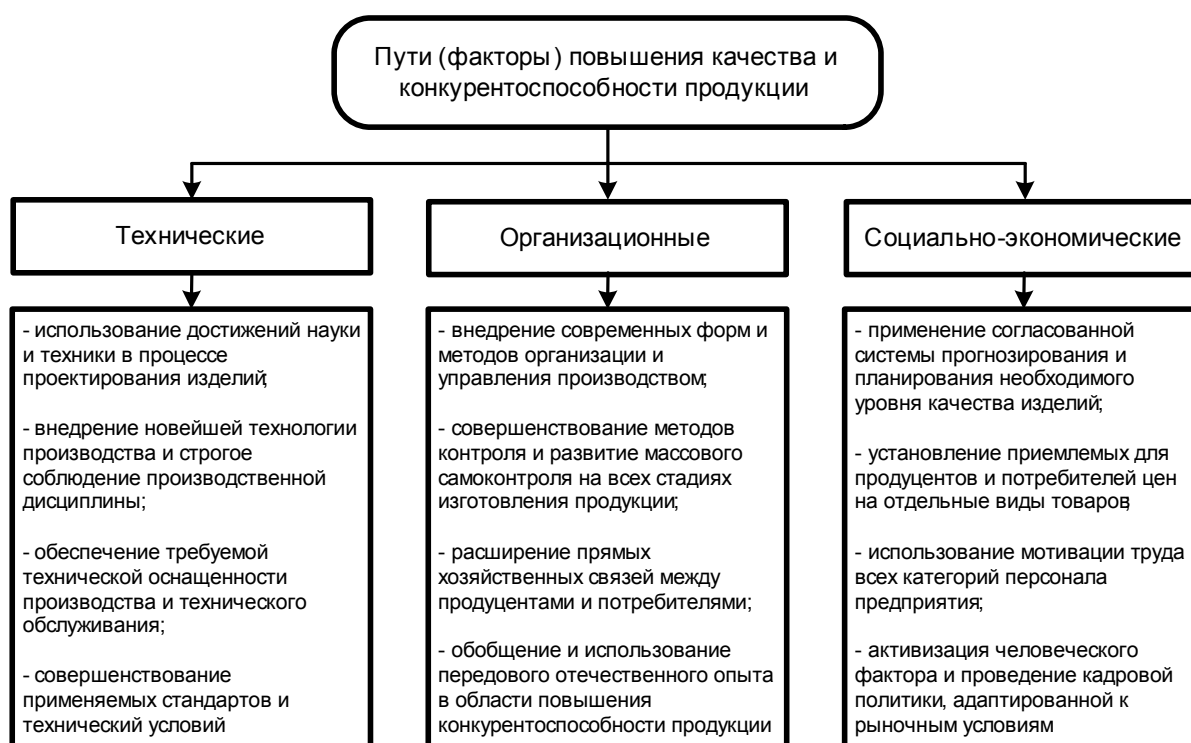 Пути (факторы) повышения качества и
конкурентоспособности продукции
Технические
Организационные
Социально-экономические
- использование достижений науки
и техники в процессе
проектирования изделий;
- внедрение новейшей технологии
производства и строгое
соблюдение производственной
дисциплины;
- обеспечение требуемой
технической оснащенности
производства и технического
обслуживания;
- совершенствование
применяемых стандартов и
технический условий
- внедрение современных форм и
методов организации и
управления производством;
- совершенствование методов
контроля и развитие массового
самоконтроля на всех стадиях
изготовления продукции;
- расширение прямых
хозяйственных связей между
продуцентами и потребителями;
- обобщение и использование
передового отечественного опыта
в области повышения
конкурентоспособности продукции
- применение согласованной
системы прогнозирования и
планирования необходимого
уровня качества изделий;
- установление приемлемых для
продуцентов и потребителей цен
на отдельные виды товаров;
- использование мотивации труда
всех категорий персонала
предприятия;
- активизация человеческого
фактора и проведение кадровой
политики, адаптированной к
рыночным условиям